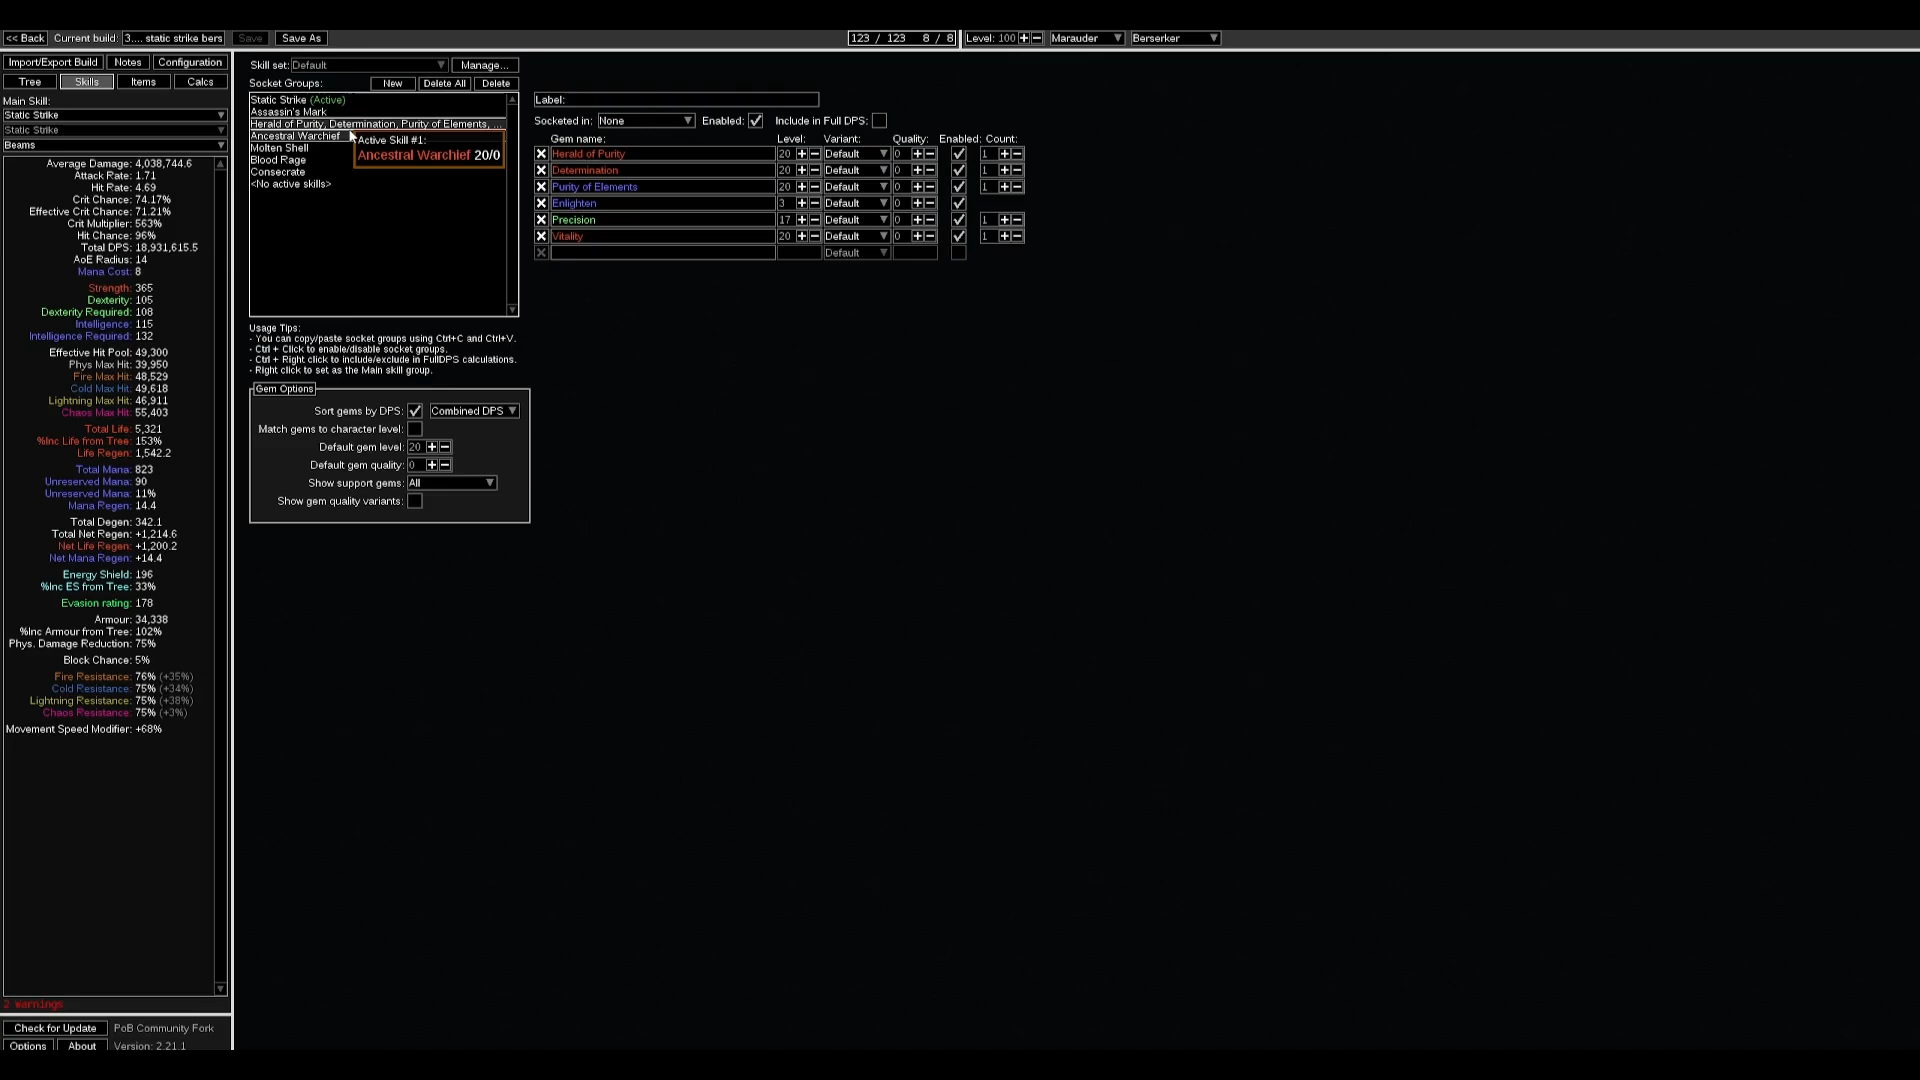 << Back Current build: 3.... static strike bers Save Save As 123 / 123 8 / 8 Level: 100 Marauder Berserker
Import/Export Build Notes Configuration
Tree Skills Items Calcs
Main Skill:
Static Strike
Static Strike
Beams
Average Damage: 4,038,744.6
Attack Rate: 1.71
Hit Rate: 4.69
Crit Chance: 74.17%
Effective Crit Chance: 71.21%
Crit Multiplier: 563%
Hit Chance: 96%
Total DPS: 18,931,615.5
AoE Radius: 14
Mana Cost: 8
Strength: 365
Dexterity: 105
Dexterity Required: 108
Intelligence: 115
Intelligence Required: 132
Effective Hit Pool: 49,300
Phys Max Hit: 39,950
Fire Max Hit: 48,529
Cold Max Hit: 49,618
Lightning Max Hit: 46,911
Chaos Max Hit: 55,403
Total Life: 5,321
%Inc Life from Tree: 153%
Life Regen: 1,542.2
Total Mana: 823
Unreserved Mana: 90
Unreserved Mana: 11%
Mana Regen: 14.4
Total Degen: 342.1
Total Net Regen: +1,214.6
Net Life Regen: +1,200.2
Net Mana Regen: +14.4
Energy Shield: 196
%Inc ES from Tree: 33%
Evasion rating: 178
Armour: 34,338
%Inc Armour from Tree: 102%
Phys. Damage Reduction: 75%
Block Chance: 5%
Fire Resistance: 76% (+35%)
Cold Resistance: 75% (+34%)
Lightning Resistance: 75% (+38%)
Chaos Resistance: 75% (+3%)
Movement Speed Modifier: +68%
2 Warnings
Check for Update PoB Community Fork
Options About Version: 2.21.1
Skill set: Default Manage...
Socket Groups: New Delete All Delete
Static Strike (Active)
Assassin's Mark
Herald of Purity, Determination, Purity of Elements, ...
Ancestral Warchief
Molten Shell
Blood Rage
Consecrate
<No active skills>
Active Skill #1:
Ancestral Warchief 20/0
Usage Tips:
- You can copy/paste socket groups using Ctrl+C and Ctrl+V.
- Ctrl + Click to enable/disable socket groups.
- Ctrl + Right click to include/exclude in FullDPS calculations.
- Right click to set as the Main skill group.
Gem Options
Sort gems by DPS: Combined DPS
Match gems to character level:
Default gem level: 20
Default gem quality: 0
Show support gems: All
Show gem quality variants:
Label:
Socketed in: None Enabled: Include in Full DPS:
Gem name: Level: Variant: Quality: Enabled: Count:
Herald of Purity 20 Default 0 1
Determination 20 Default 0 1
Purity of Elements 20 Default 0 1
Enlighten 3 Default 0
Precision 17 Default 0 1
Vitality 20 Default 0 1
Default